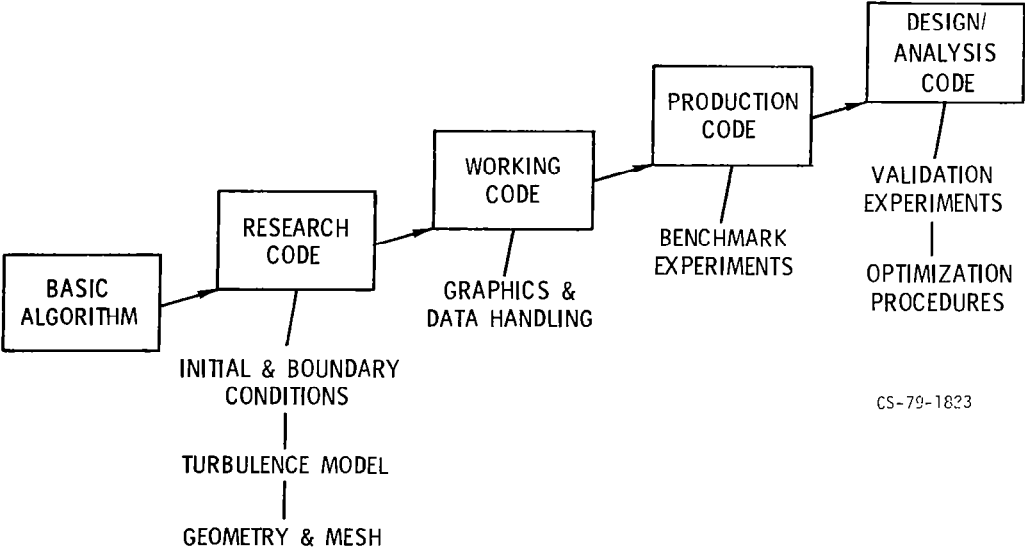 DESIGN/
ANALYSIS
CODE
PRODUCTION
CODE
WORKING
CODE
RESEARCH
CODE
BASIC
ALGORITHM
INITIAL & BOUNDARY
CONDITIONS
TURBULENCE MODEL
GEOMETRY & MESH
GRAPHICS &
DATA HANDLING
BENCHMARK
EXPERIMENTS
VALIDATION
EXPERIMENTS
OPTIMIZATION
PROCEDURES
CS-79-1823